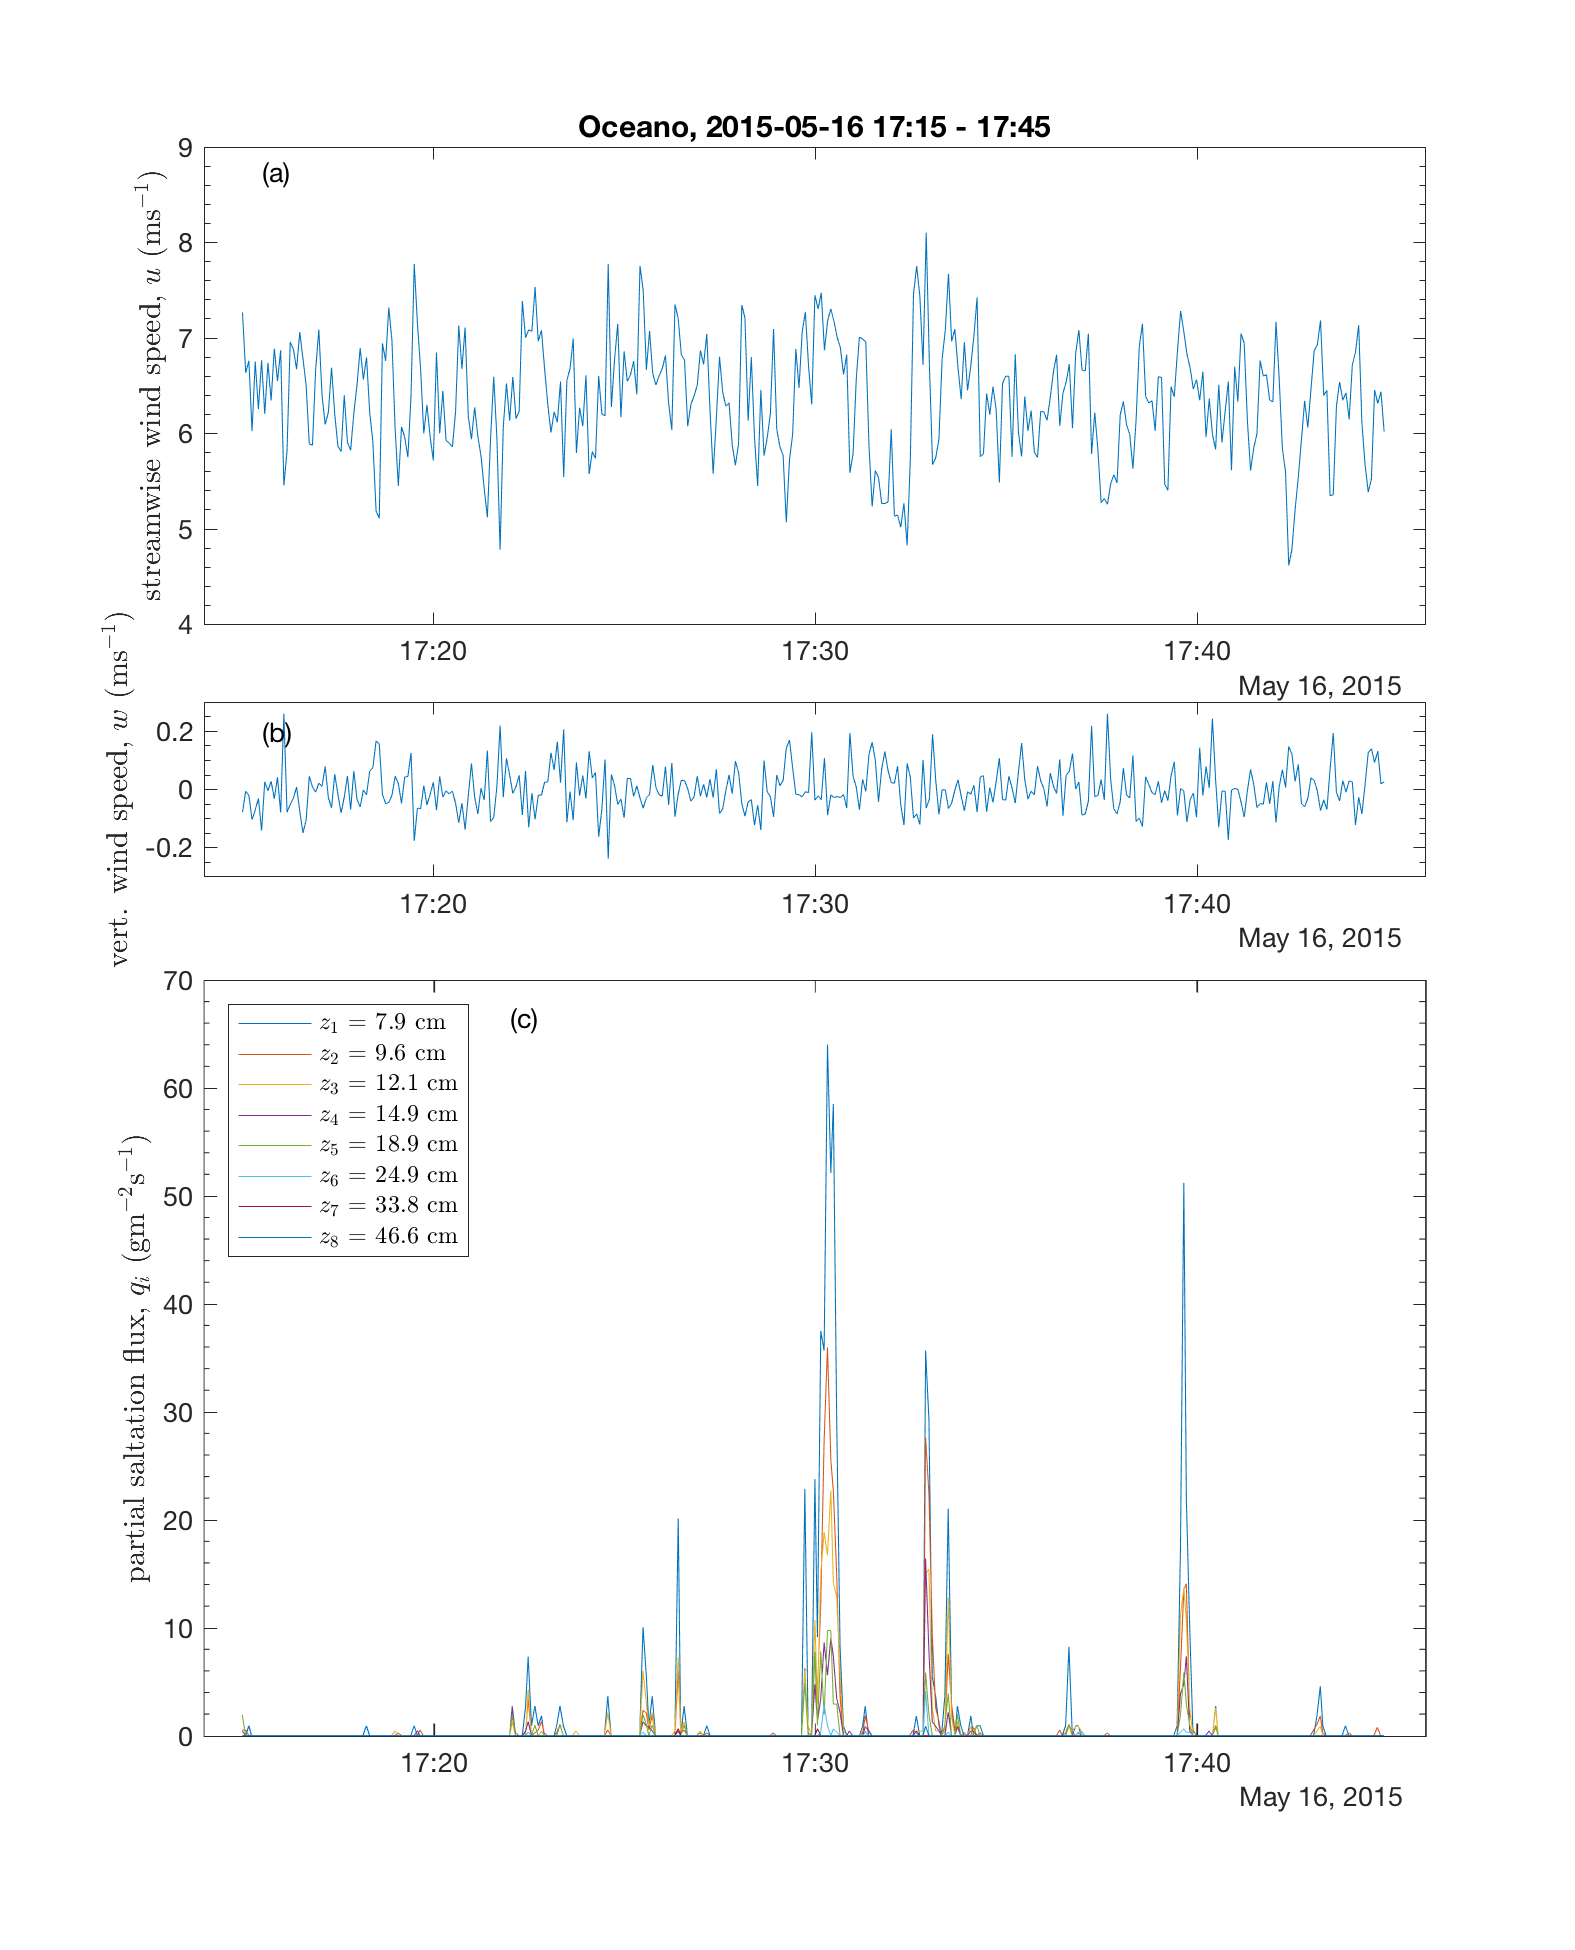 Oceano, 2015-05-16 17:15 - 17:45
(a)
streamwise wind speed, u (ms⁻¹)
9
8
7
6
5
4
17:20 17:30 17:40
May 16, 2015
(b)
vert. wind speed, w (ms⁻¹)
0.2
0
-0.2
17:20 17:30 17:40
May 16, 2015
(c)
partial saltation flux, qᵢ (gm⁻²s⁻¹)
70
60
50
40
30
20
10
0
z₁ = 7.9 cm
z₂ = 9.6 cm
z₃ = 12.1 cm
z₄ = 14.9 cm
z₅ = 18.9 cm
z₆ = 24.9 cm
z₇ = 33.8 cm
z₈ = 46.6 cm
17:20 17:30 17:40
May 16, 2015